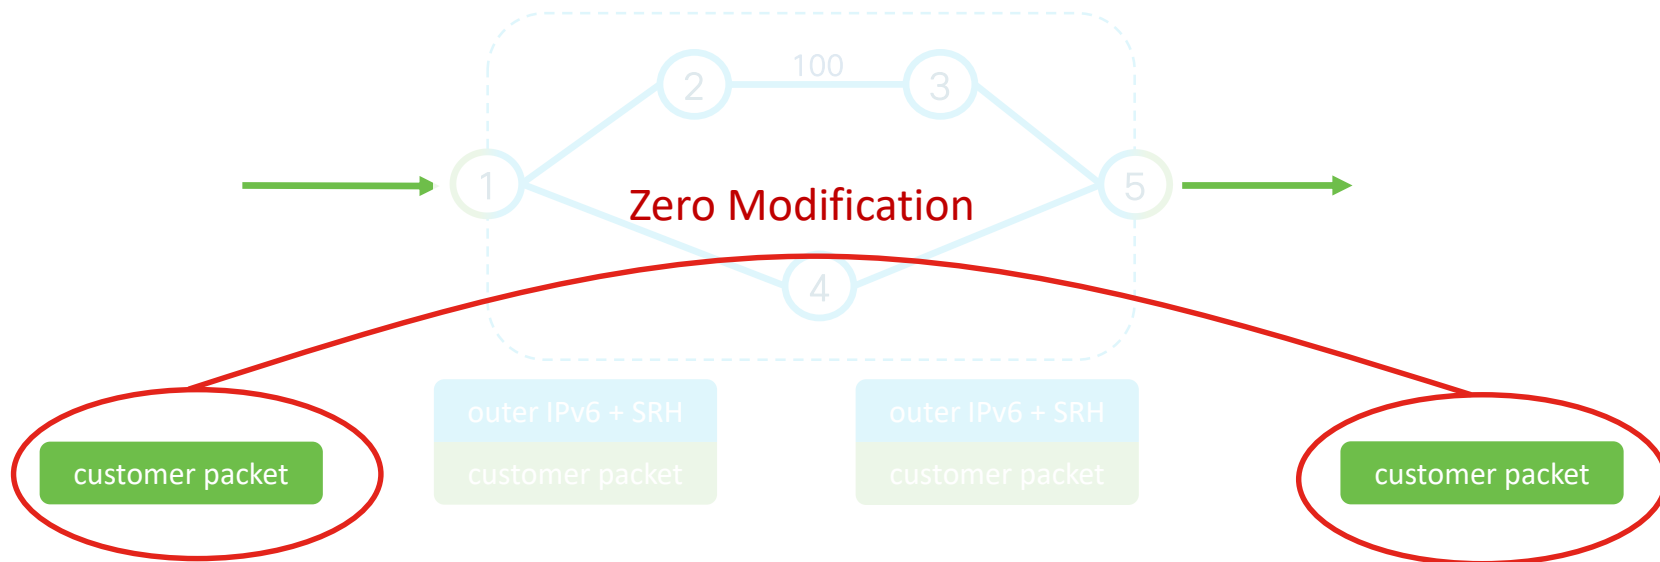 2
100
3
1
5
Zero Modification
4
outer IPv6 + SRH
outer IPv6 + SRH
customer packet
customer packet
customer packet
customer packet